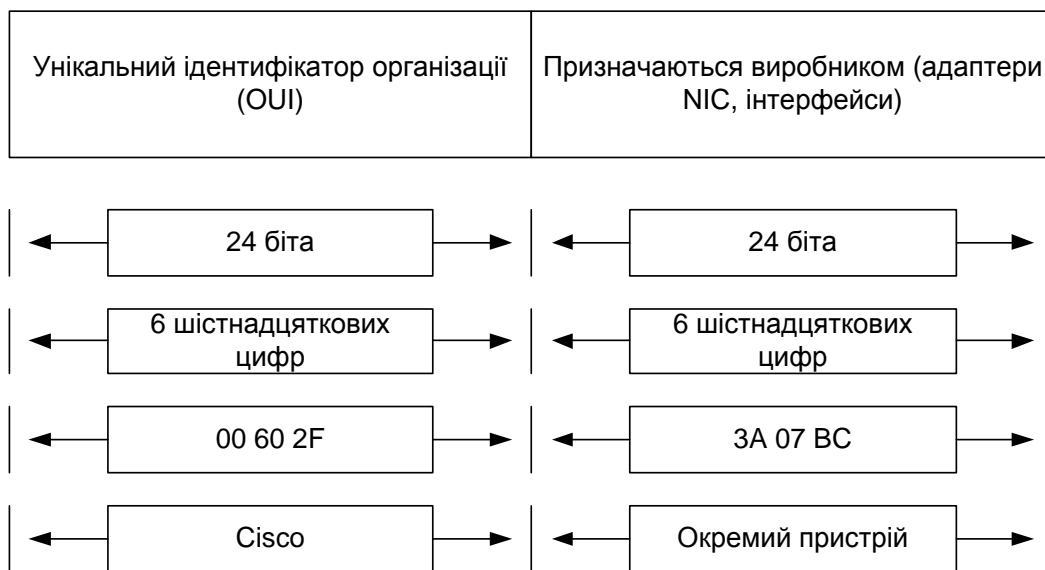 Унікальний ідентифікатор організації
(OUI)
Призначаються виробником (адаптери
NIC, інтерфейси)
24 біта
24 біта
6 шістнадцяткових
цифр
6 шістнадцяткових
цифр
00 60 2F
3A 07 BC
Cisco
Окремий пристрій